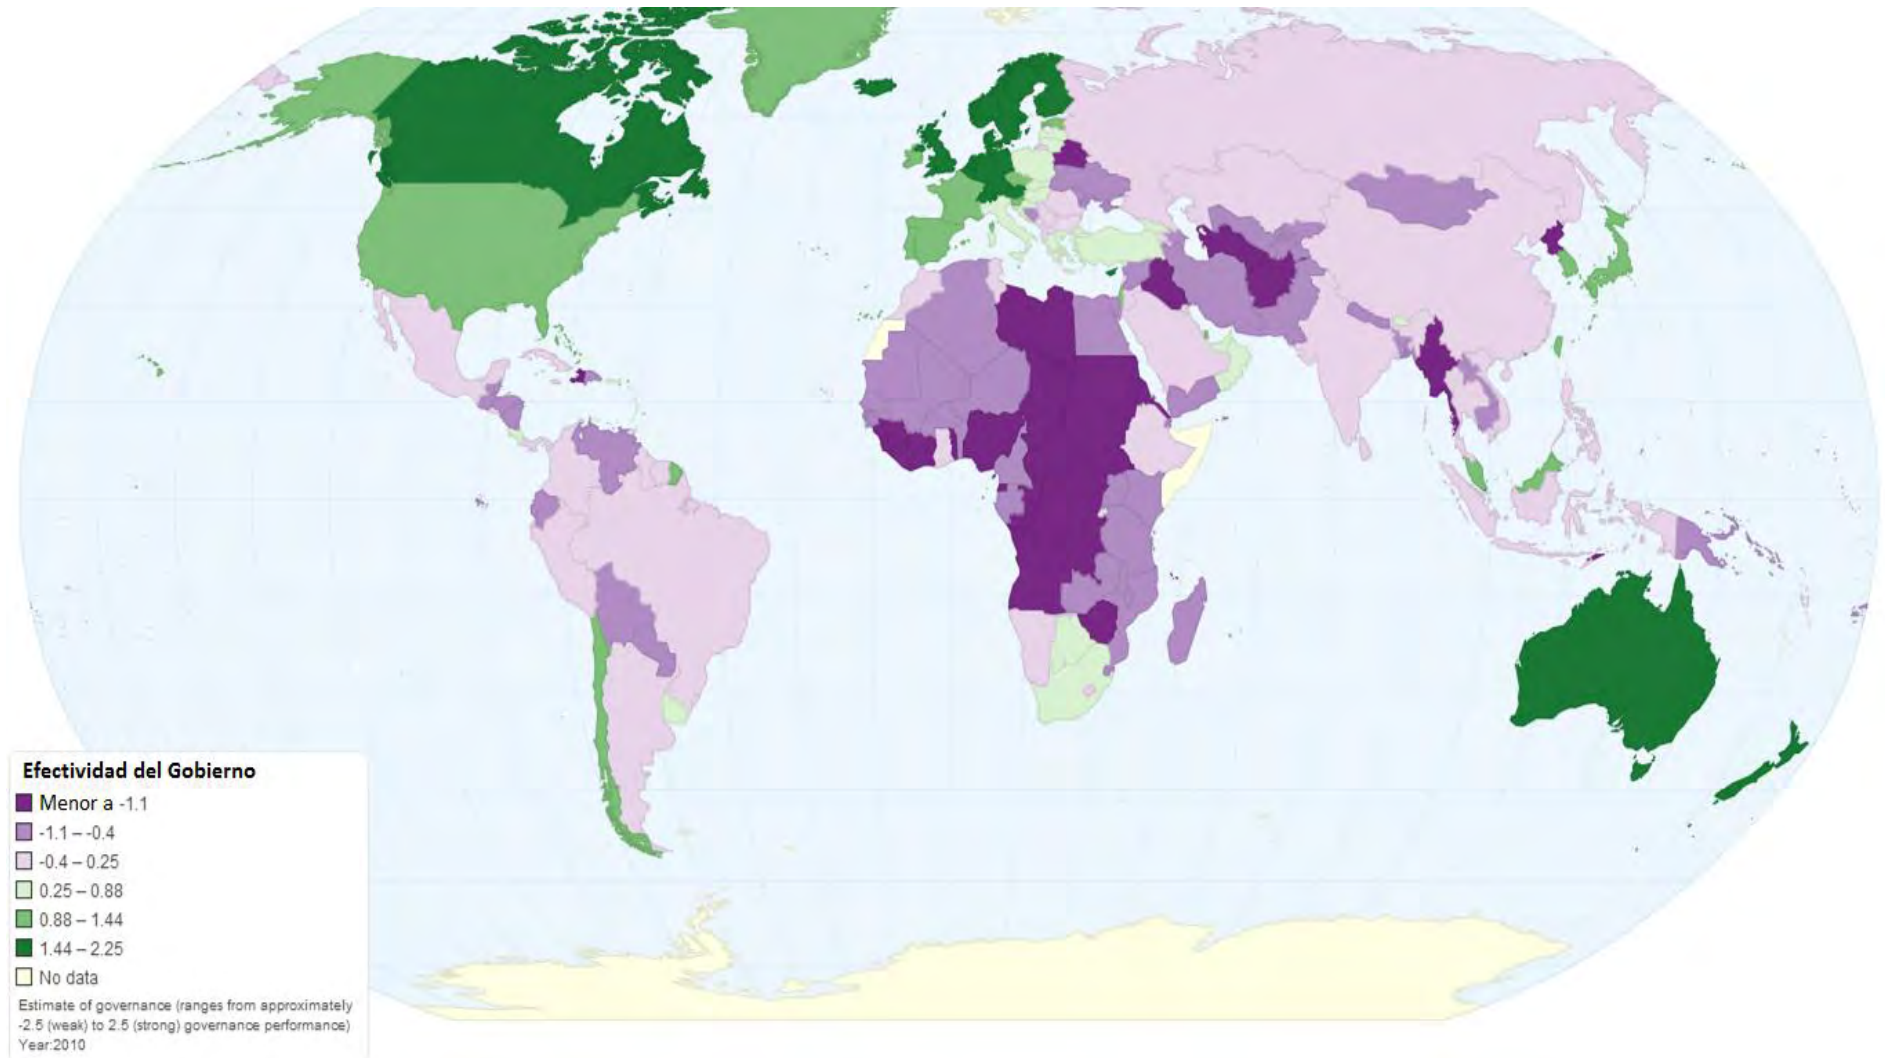 Efectividad del Gobierno
Menor a -1.1
-1.1 – -0.4
-0.4 – 0.25
0.25 – 0.88
0.88 – 1.44
1.44 – 2.25
No data
Estimate of governance (ranges from approximately
-2.5 (weak) to 2.5 (strong) governance performance)
Year:2010